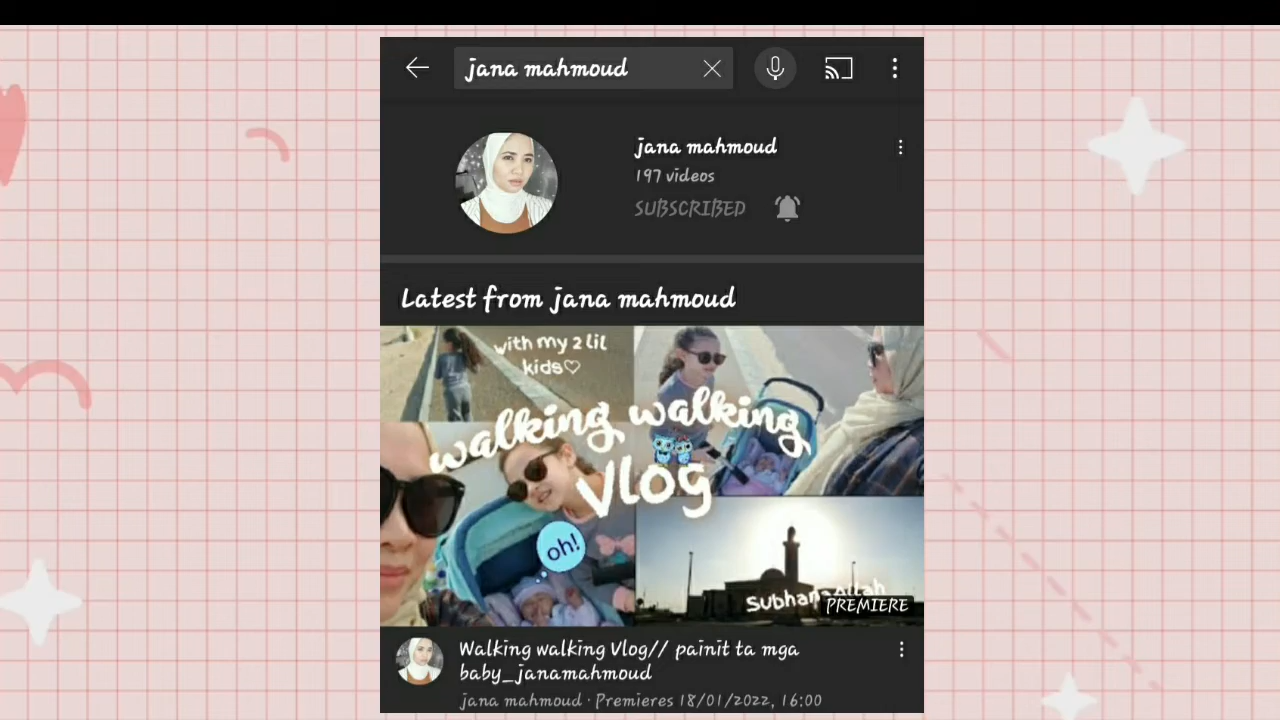 jana mahmoud
jana mahmoud
197 videos
SUBSCRIBED
Latest from jana mahmoud
with my 2 lil
kids♡
walking walking
Vlog
oh!
PREMIERE
Walking walking Vlog// painit ta mga
baby_janamahmoud
jana mahmoud · Premieres 18/01/2022, 16:00